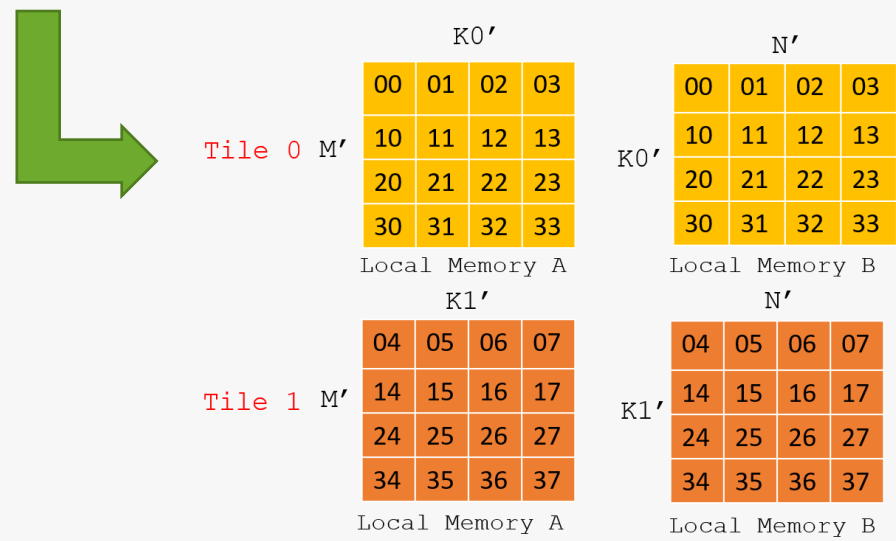 K0′ N′
00 01 02 03 00 01 02 03
Tile 0 M′ 10 11 12 13 K0′ 10 11 12 13
20 21 22 23 20 21 22 23
30 31 32 33 30 31 32 33
Local Memory A Local Memory B
K1′ N′
04 05 06 07 04 05 06 07
Tile 1 M′ 14 15 16 17 K1′ 14 15 16 17
24 25 26 27 24 25 26 27
34 35 36 37 34 35 36 37
Local Memory A Local Memory B